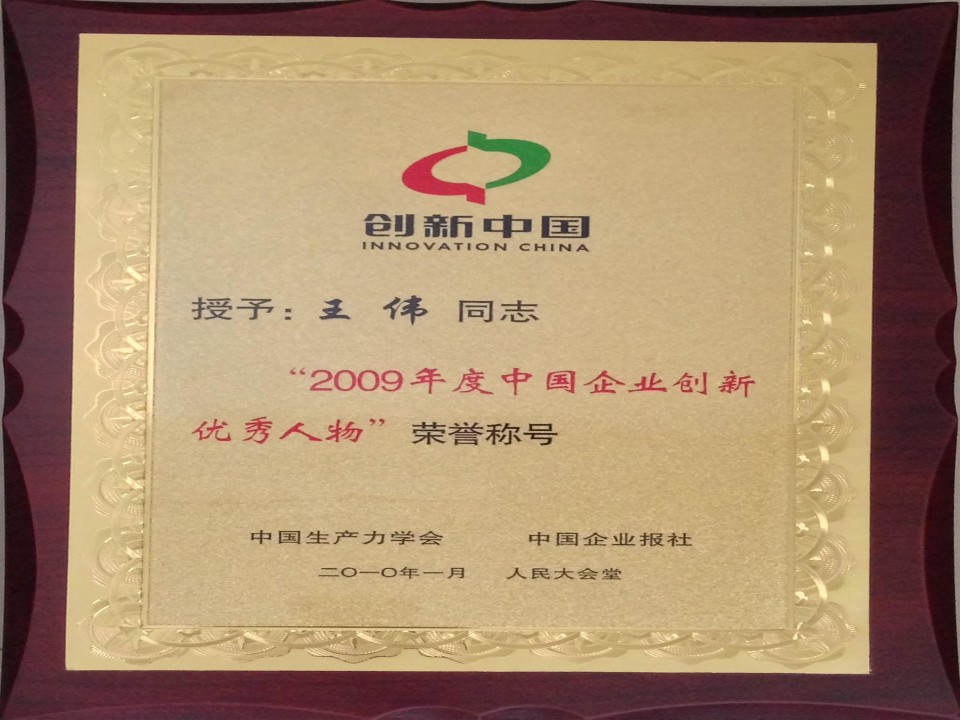 创新中国
INNOVATION CHINA
授予：王 伟 同志
“2009年度中国企业创新
优秀人物”荣誉称号
中国生产力学会 中国企业报社
二〇一〇年一月 人民大会堂